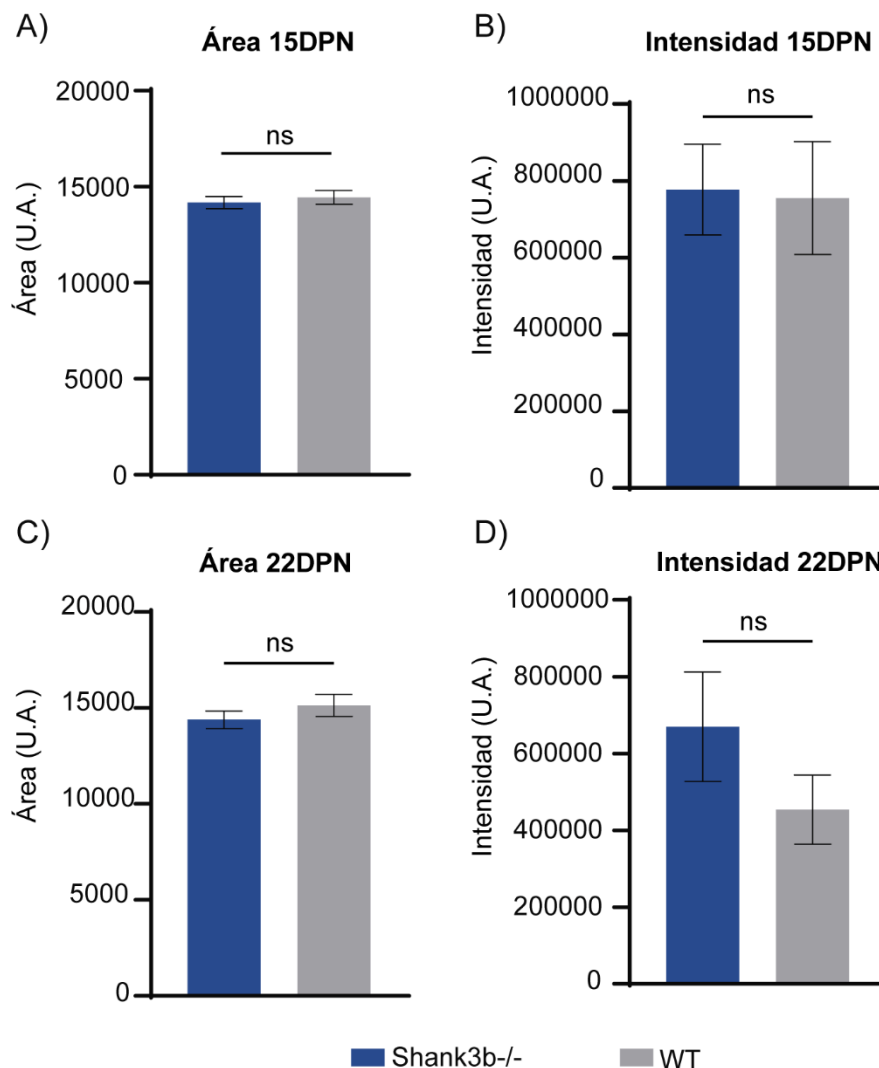 A)
Área 15DPN
20000
15000
10000
5000
0
Área (U.A.)
ns
B)
Intensidad 15DPN
1000000
800000
600000
400000
200000
0
Intensidad (U.A.)
ns
C)
Área 22DPN
20000
15000
10000
5000
0
Área (U.A.)
ns
D)
Intensidad 22DPN
1000000
800000
600000
400000
200000
0
Intensidad (U.A.)
ns
Shank3b-/-
WT